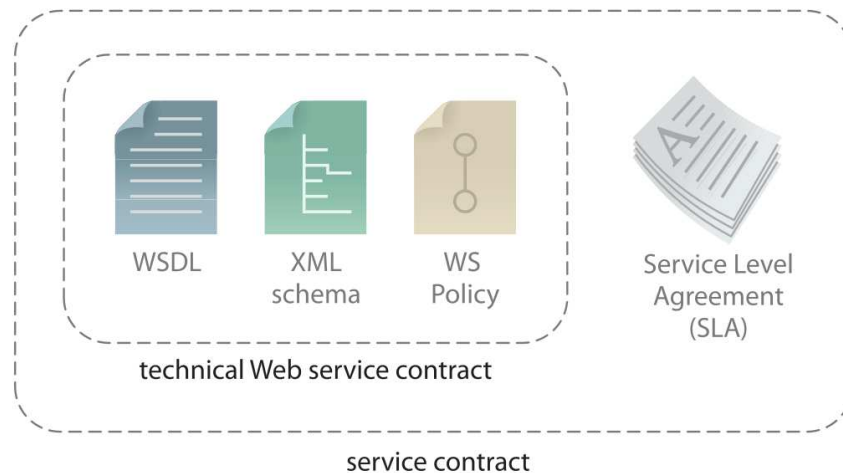 WSDL
XML
schema
WS
Policy
A
Service Level
Agreement
(SLA)
technical Web service contract
service contract